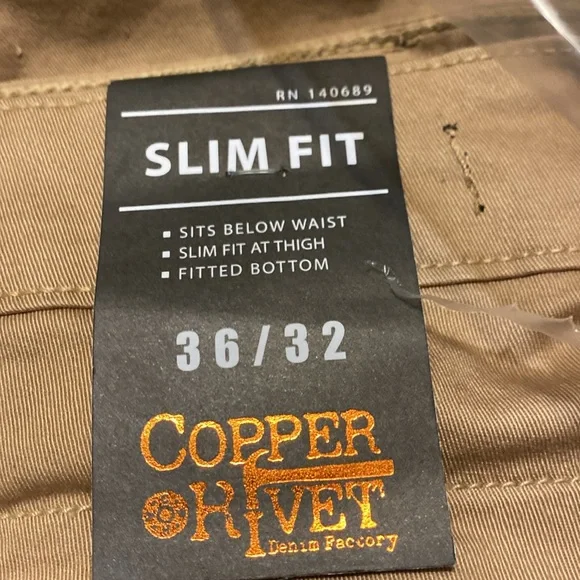 RN 140689
SLIM FIT
▪ SITS BELOW WAIST
▪ SLIM FIT AT THIGH
▪ FITTED BOTTOM
36/32
COPPER
RIVET
Denim Factory